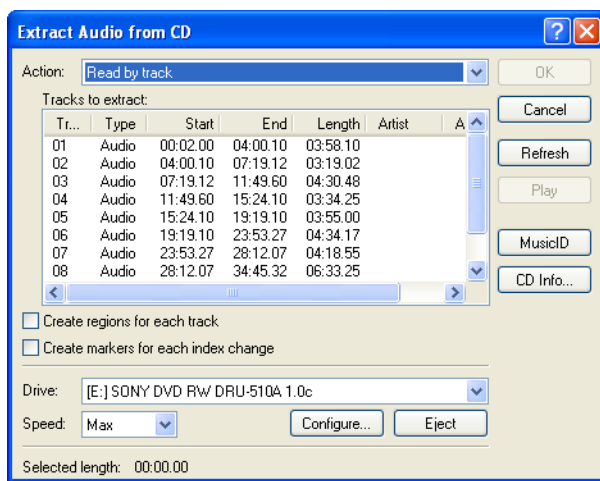 Extract Audio from CD
Action: Read by track OK
Tracks to extract: Cancel
Tr... Type Start End Length Artist A
01 Audio 00:02.00 04:00.10 03:58.10
02 Audio 04:00.10 07:19.12 03:19.02 Refresh
03 Audio 07:19.12 11:49.60 04:30.48
04 Audio 11:49.60 15:24.10 03:34.25 Play
05 Audio 15:24.10 19:19.10 03:55.00
06 Audio 19:19.10 23:53.27 04:34.17
07 Audio 23:53.27 28:12.07 04:18.55 MusicID
08 Audio 28:12.07 34:45.32 06:33.25
CD Info...
Create regions for each track
Create markers for each index change
Drive: [E:] SONY DVD RW DRU-510A 1.0c
Speed: Max Configure... Eject
Selected length: 00:00.00